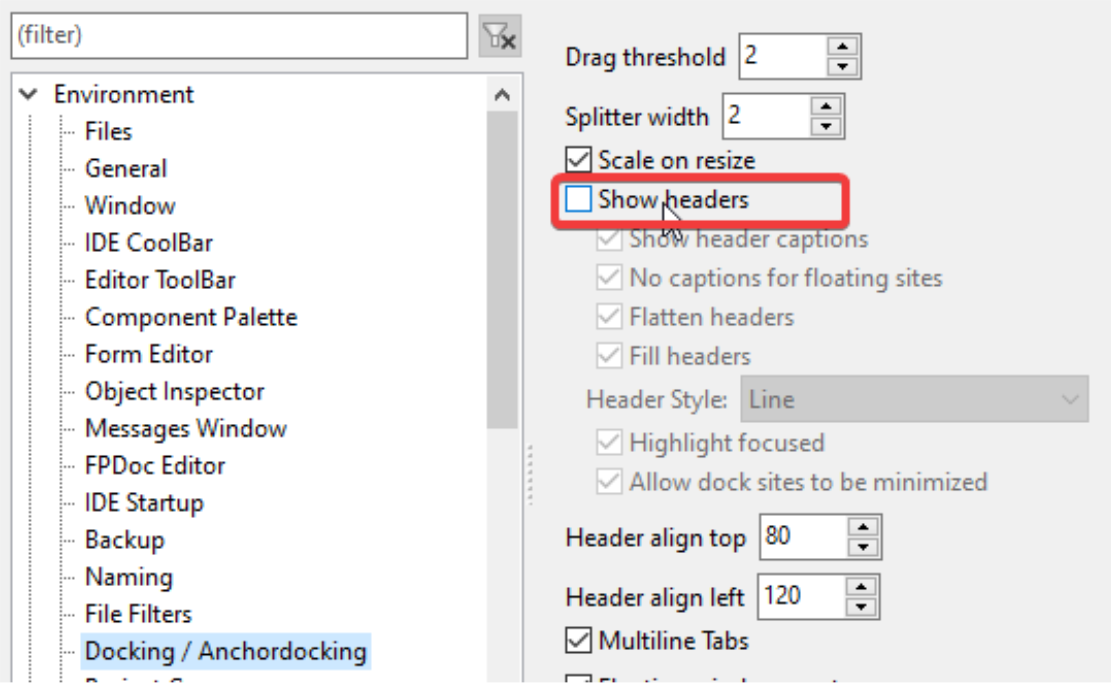 (filter)
Environment
Files
General
Window
IDE CoolBar
Editor ToolBar
Component Palette
Form Editor
Object Inspector
Messages Window
FPDoc Editor
IDE Startup
Backup
Naming
File Filters
Docking / Anchordocking
Drag threshold 2
Splitter width 2
Scale on resize
Show headers
Show header captions
No captions for floating sites
Flatten headers
Fill headers
Header Style: Line
Highlight focused
Allow dock sites to be minimized
Header align top 80
Header align left 120
Multiline Tabs